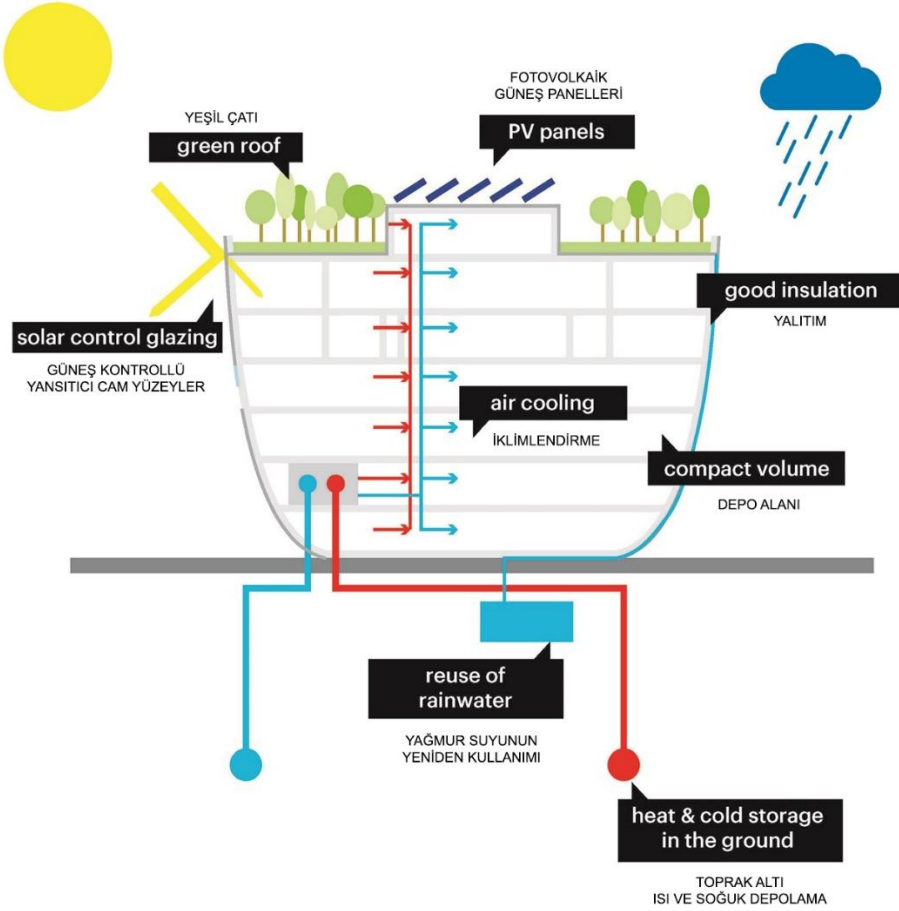 FOTOVOLKAİK
GÜNEŞ PANELLERİ
PV panels
YEŞİL ÇATI
green roof
good insulation
YALITIM
solar control glazing
GÜNEŞ KONTROLLÜ
YANSITICI CAM YÜZEYLER
air cooling
İKLİMLENDİRME
compact volume
DEPO ALANI
reuse of
rainwater
YAĞMUR SUYUNUN
YENİDEN KULLANIMI
heat & cold storage
in the ground
TOPRAK ALTI
ISI VE SOĞUK DEPOLAMA